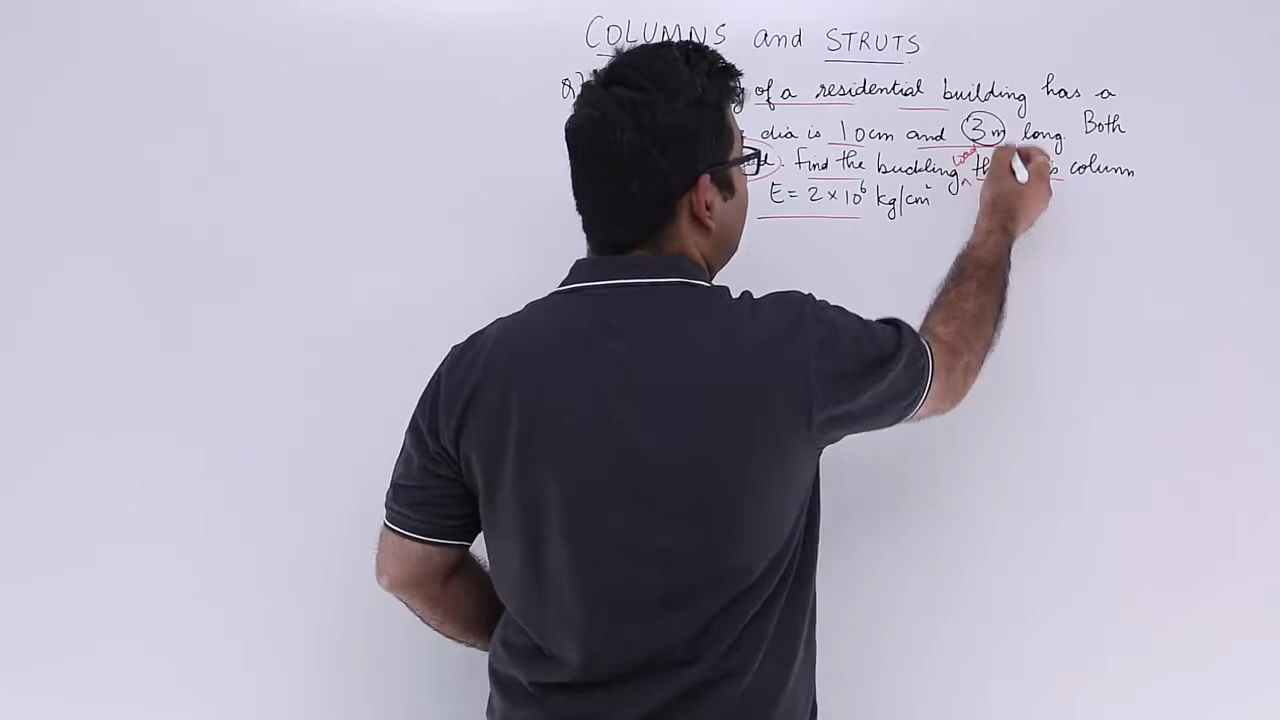 COLUMNS and STRUTS
Q) of a residential building has a
dia is 10cm and 3m long. Both
Find the buckling load column
E = 2 × 10⁶ kg/cm²